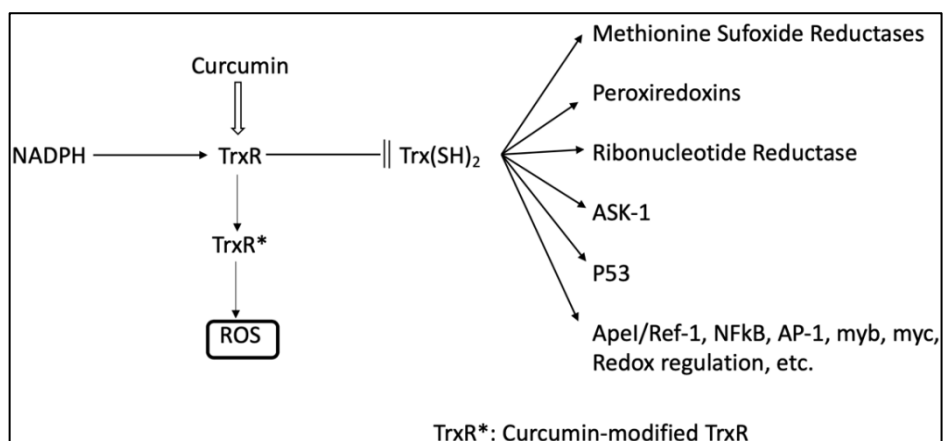 Methionine Sufoxide Reductases
Curcumin
Peroxiredoxins
NADPH TrxR Trx(SH)₂ Ribonucleotide Reductase
ASK-1
TrxR*
P53
ROS
ApeI/Ref-1, NFkB, AP-1, myb, myc,
Redox regulation, etc.
TrxR*: Curcumin-modified TrxR